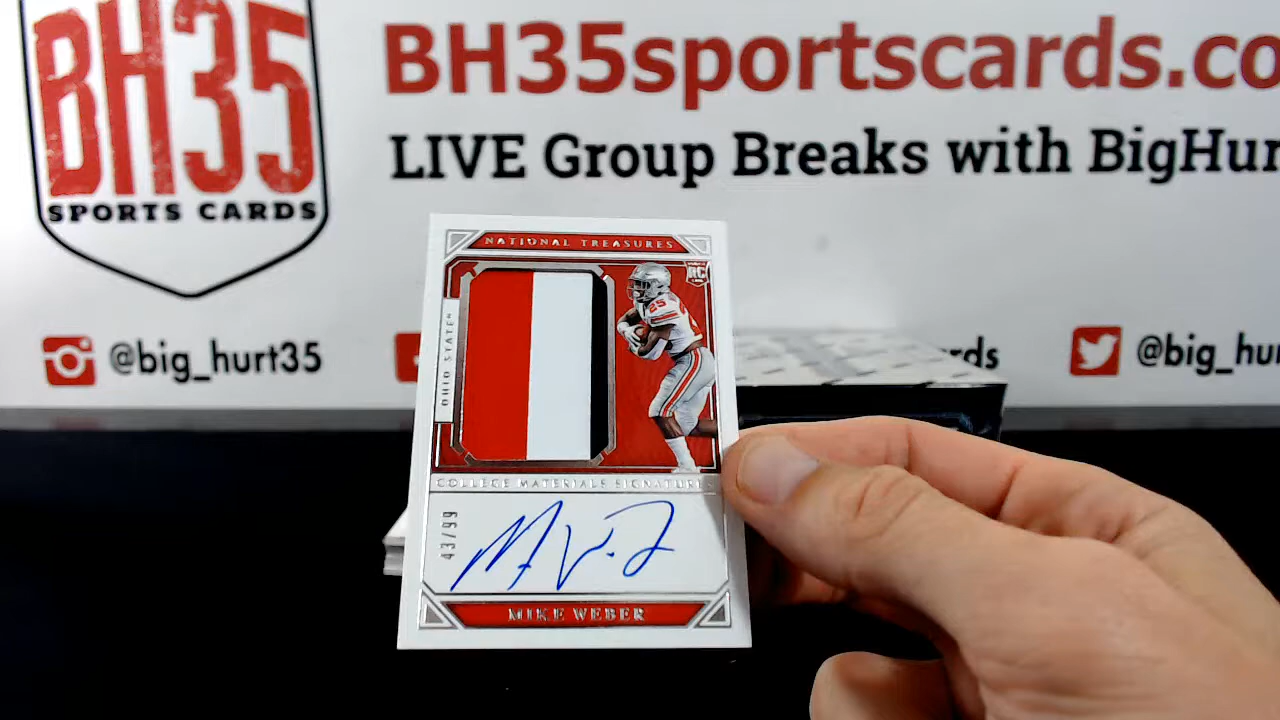 BH35
SPORTS CARDS
BH35sportscards.co
LIVE Group Breaks with BigHur
@big_hurt35
rds
@big_hu
NATIONAL TREASURES
RC
OHIO STATE
25
COLLEGE MATERIALS SIGNATURES
43/99
MIKE WEBER